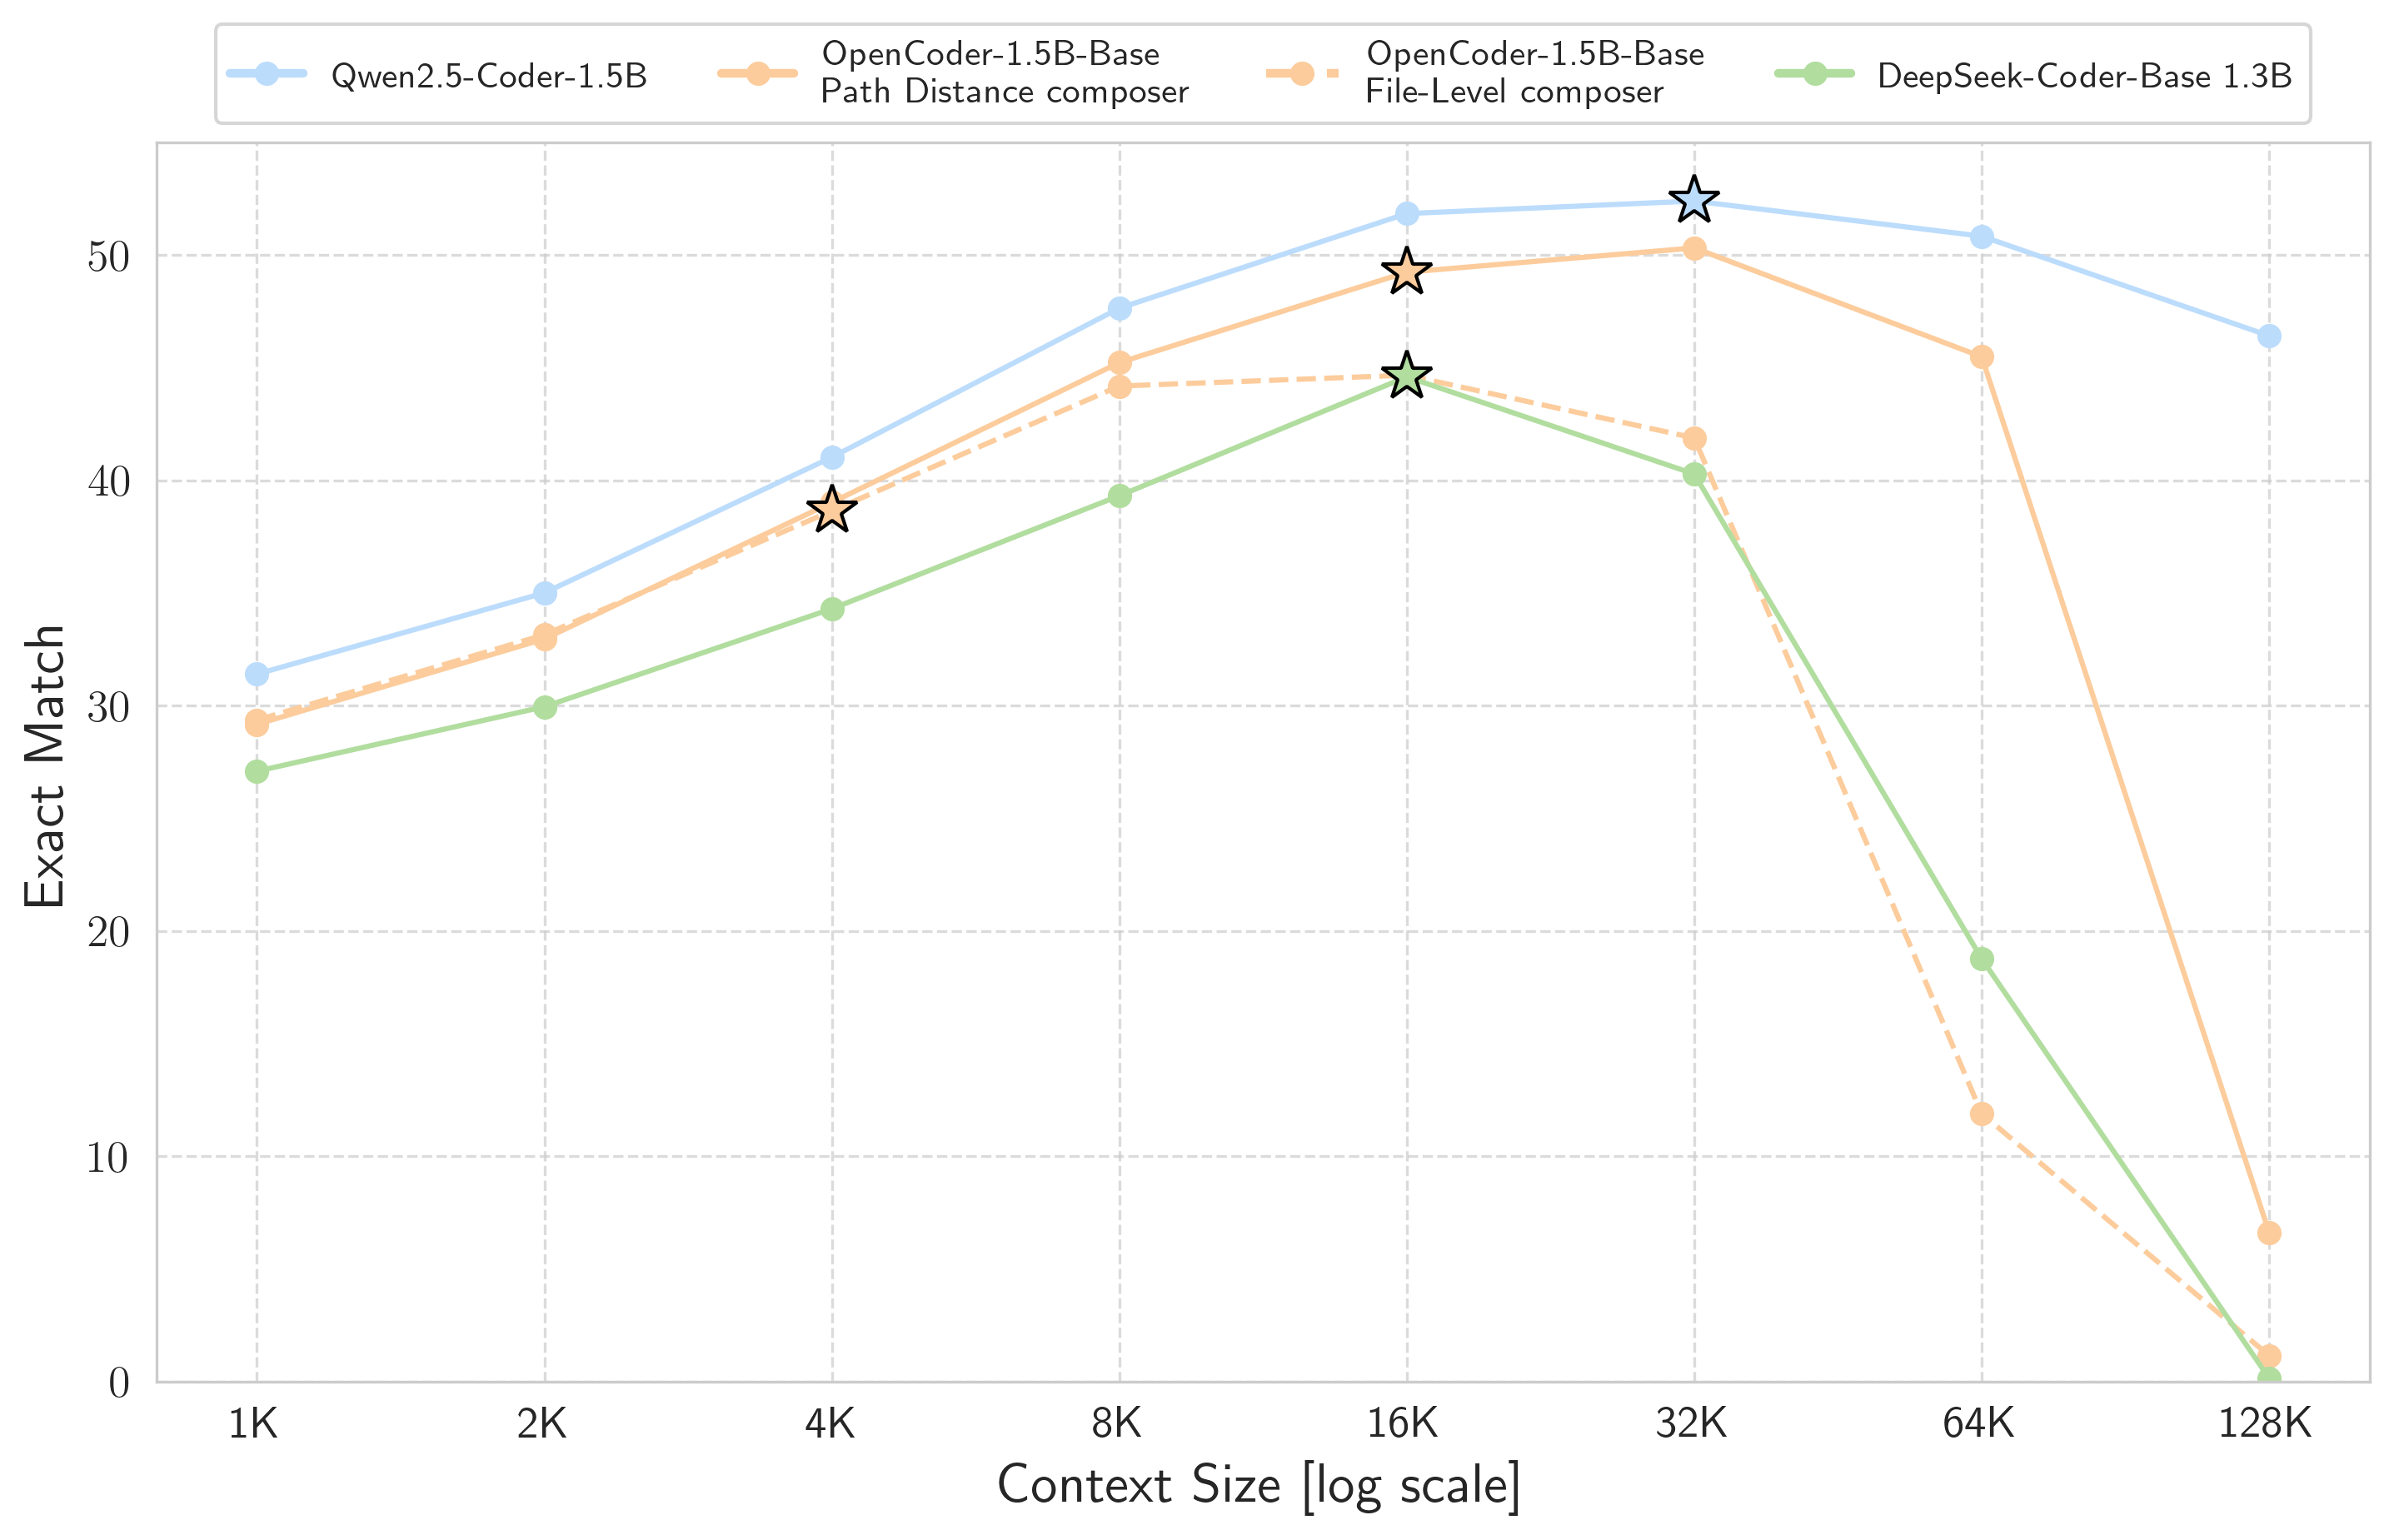 Qwen2.5-Coder-1.5B
OpenCoder-1.5B-Base
Path Distance composer
OpenCoder-1.5B-Base
File-Level composer
DeepSeek-Coder-Base 1.3B
Exact Match
50
40
30
20
10
0
1K 2K 4K 8K 16K 32K 64K 128K
Context Size [log scale]